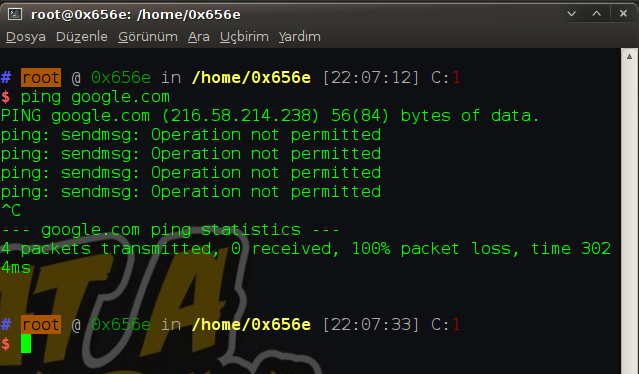 root@0x656e: /home/0x656e
Dosya Düzenle Görünüm Ara Uçbirim Yardım
# root @ 0x656e in /home/0x656e [22:07:12] C:1
$ ping google.com
PING google.com (216.58.214.238) 56(84) bytes of data.
ping: sendmsg: Operation not permitted
ping: sendmsg: Operation not permitted
ping: sendmsg: Operation not permitted
ping: sendmsg: Operation not permitted
^C
--- google.com ping statistics ---
4 packets transmitted, 0 received, 100% packet loss, time 302
4ms
# root @ 0x656e in /home/0x656e [22:07:33] C:1
$